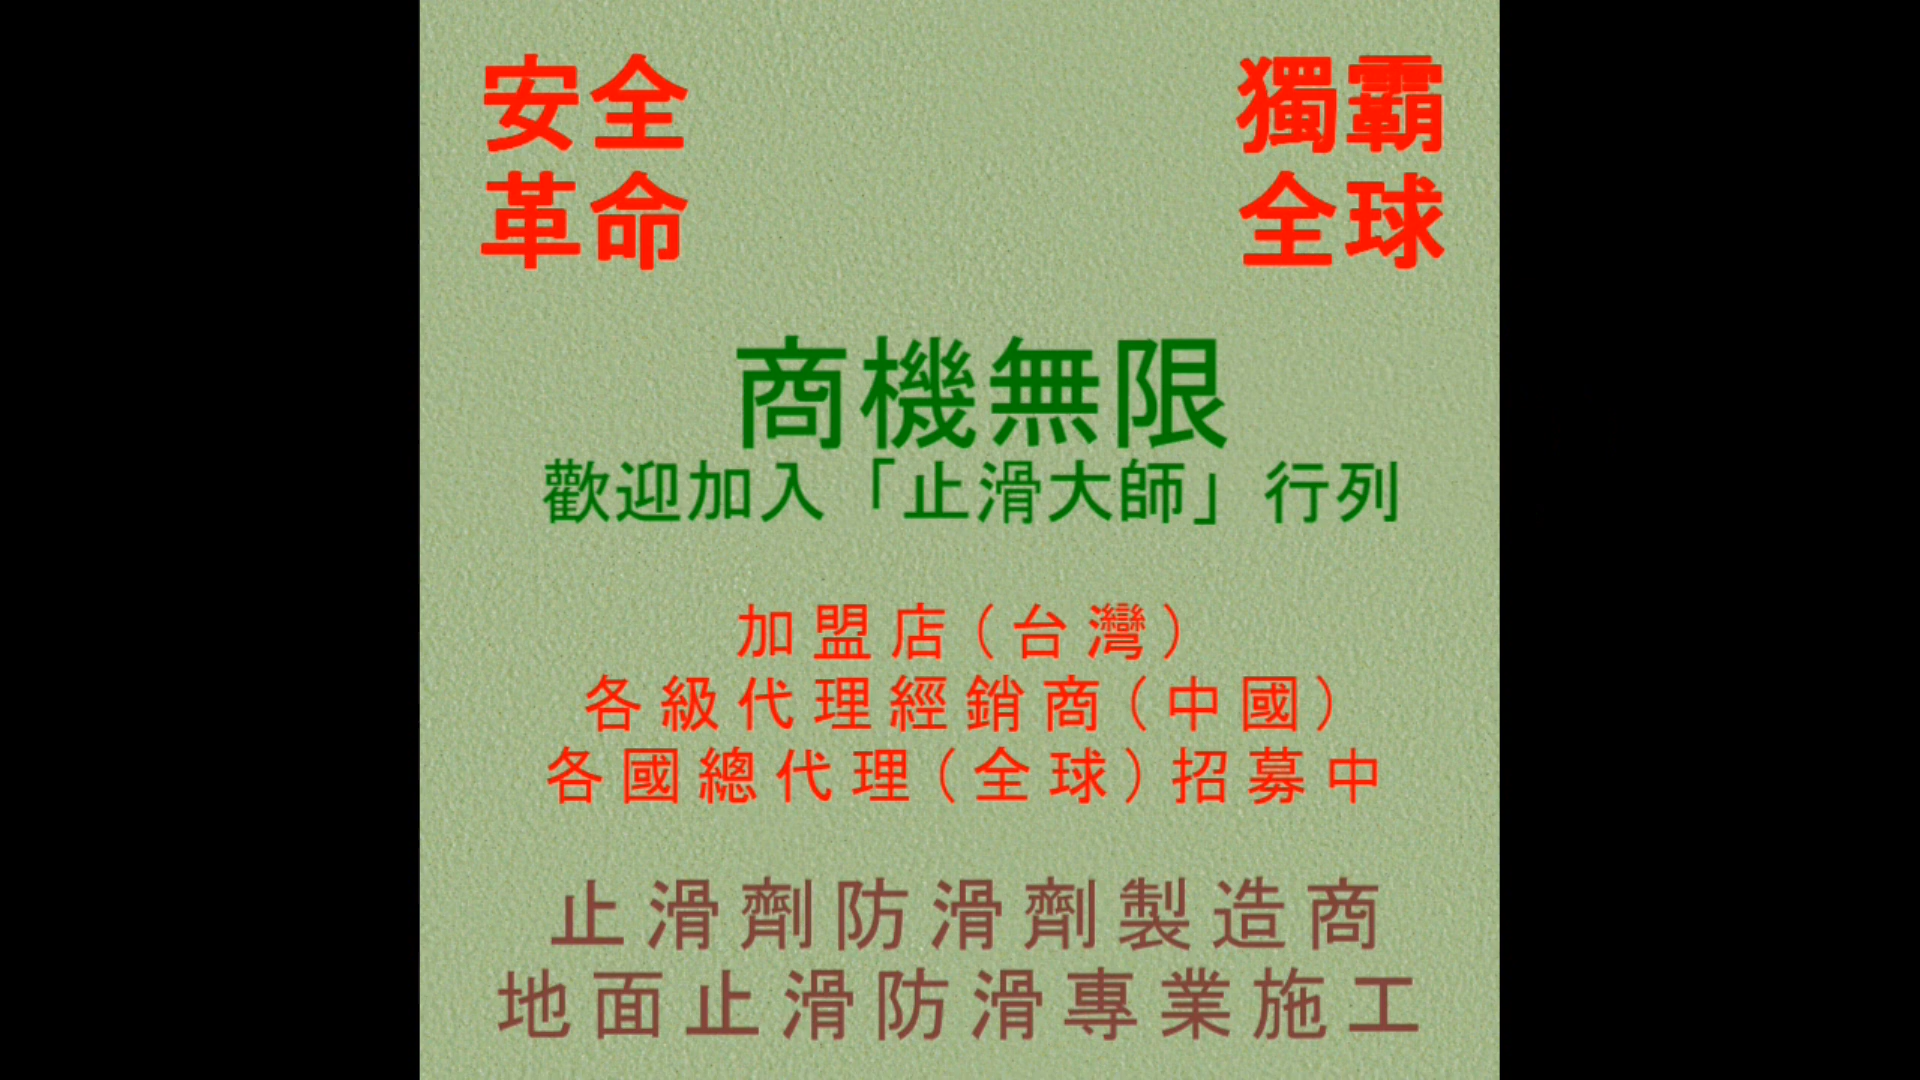 安全
革命
獨霸
全球
商機無限
歡迎加入「止滑大師」行列
加盟店(台灣)
各級代理經銷商(中國)
各國總代理(全球)招募中
止滑劑防滑劑製造商
地面止滑防滑專業施工